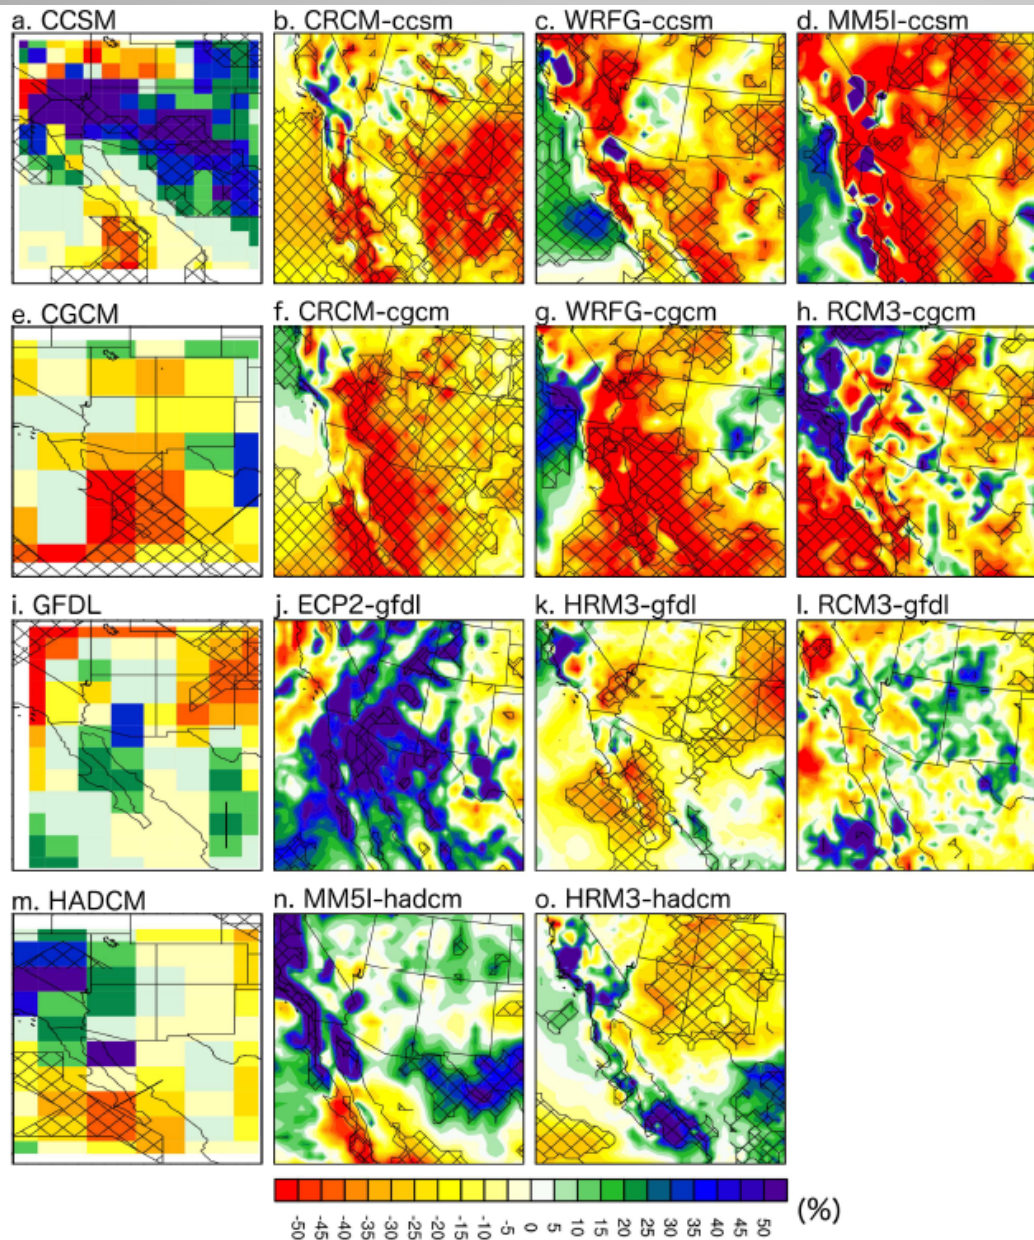 a. CCSM
b. CRCM-ccsm
c. WRFG-ccsm
d. MM5I-ccsm
e. CGCM
f. CRCM-cgcm
g. WRFG-cgcm
h. RCM3-cgcm
i. GFDL
j. ECP2-gfdl
k. HRM3-gfdl
l. RCM3-gfdl
m. HADCM
n. MM5I-hadcm
o. HRM3-hadcm
-50 -45 -40 -35 -30 -25 -20 -15 -10 -5 0 5 10 15 20 25 30 35 40 45 50 (%)